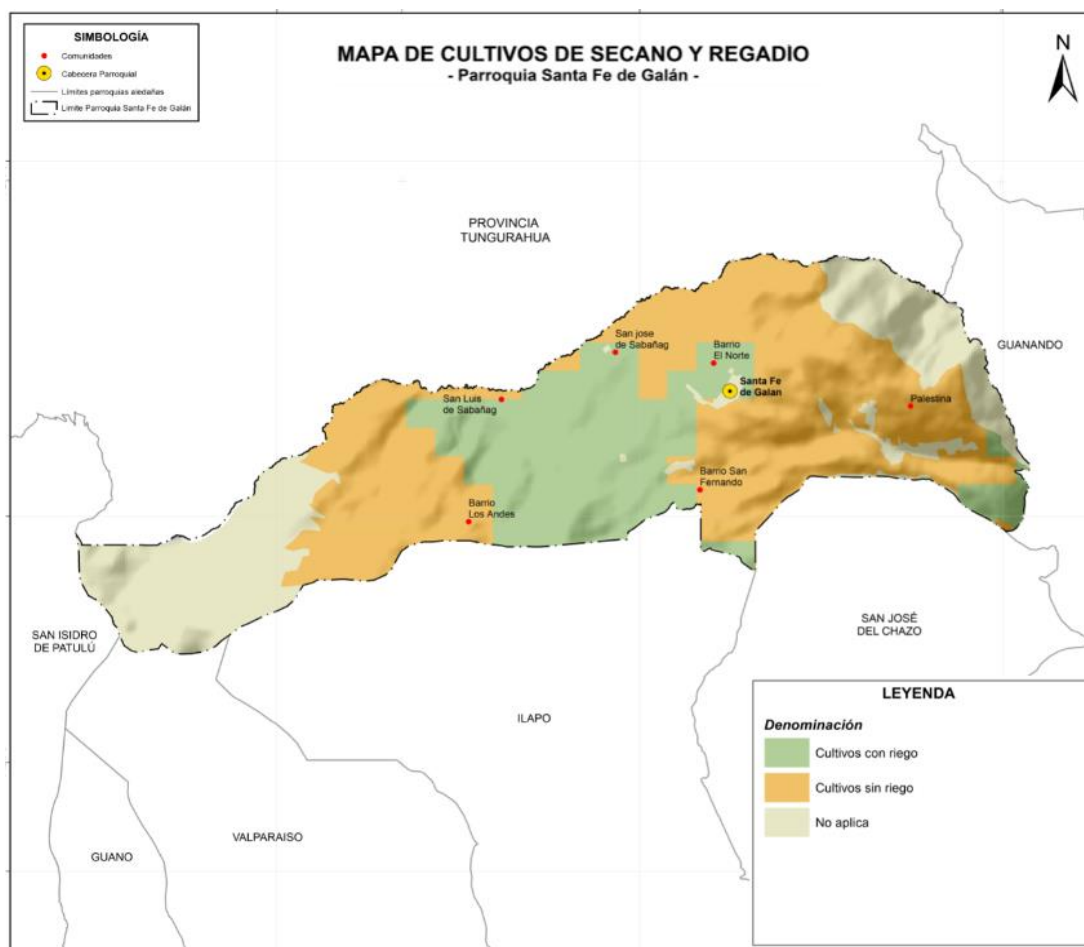 SIMBOLOGÍA
Comunidades
Cabecera Parroquial
Límites parroquias aledañas
Limite Parroquia Santa Fe de Galán
MAPA DE CULTIVOS DE SECANO Y REGADIO
- Parroquia Santa Fe de Galán -
N
PROVINCIA
TUNGURAHUA
GUANANDO
San jose
de Sabañag
Barrio
El Norte
Santa Fe
de Galan
San Luis
de Sabañag
Palestina
Barrio San
Fernando
Barrio
Los Andes
SAN ISIDRO
DE PATULÚ
SAN JOSÉ
DEL CHAZO
ILAPO
VALPARAISO
GUANO
LEYENDA
Denominación
Cultivos con riego
Cultivos sin riego
No aplica